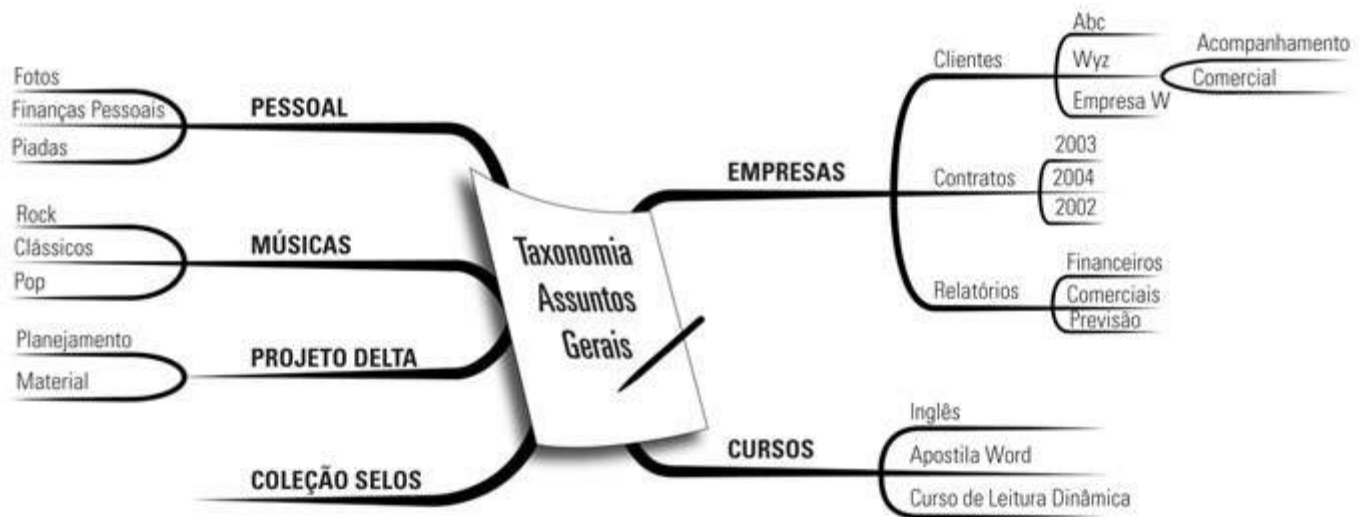 Taxonomia
Assuntos
Gerais
PESSOAL
Fotos
Finanças Pessoais
Piadas
MÚSICAS
Rock
Clássicos
Pop
PROJETO DELTA
Planejamento
Material
COLEÇÃO SELOS
EMPRESAS
Clientes
Abc
Wyz
Empresa W
Acompanhamento
Comercial
Contratos
2003
2004
2002
Relatórios
Financeiros
Comerciais
Previsão
CURSOS
Inglês
Apostila Word
Curso de Leitura Dinâmica